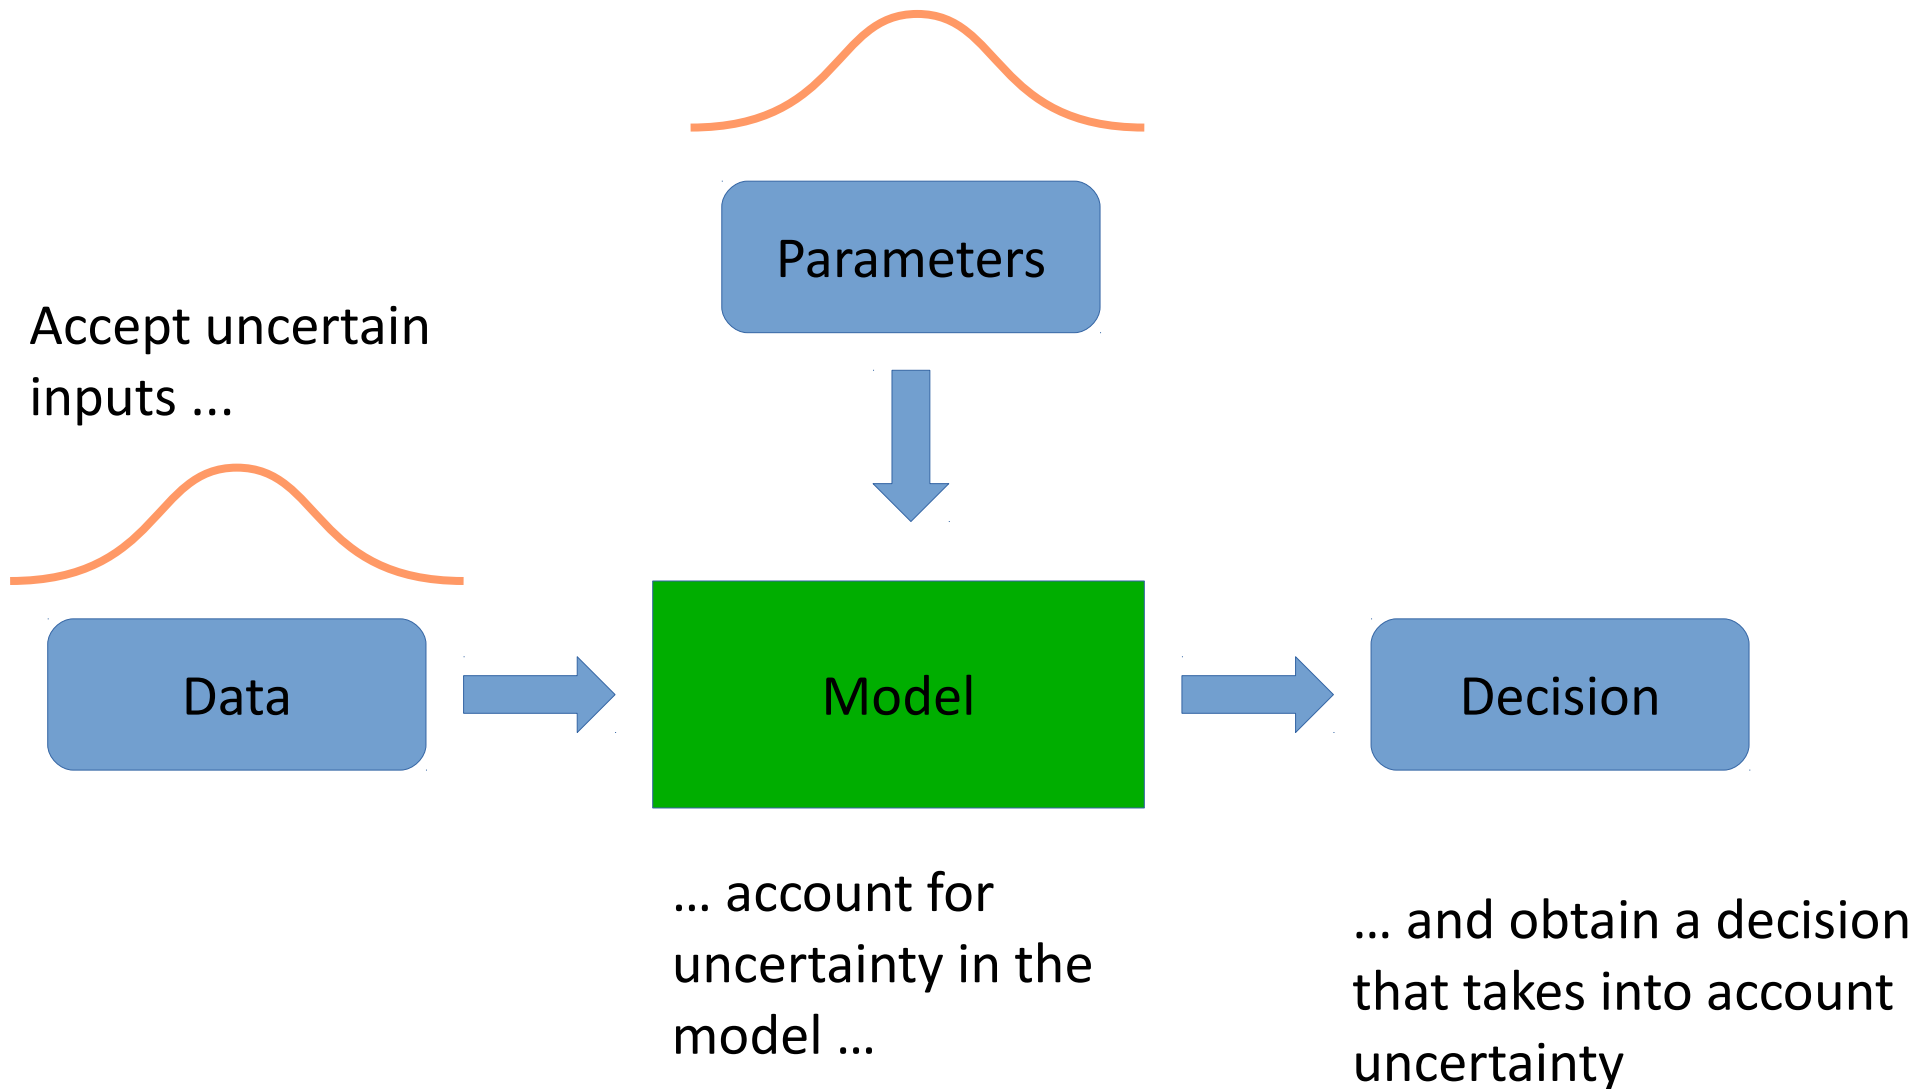 Parameters
Accept uncertain
inputs ...
Data
Model
Decision
... account for
uncertainty in the
model ...
... and obtain a decision
that takes into account
uncertainty